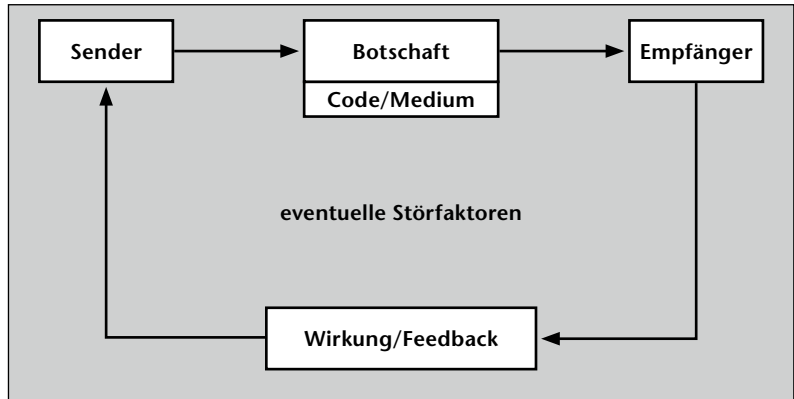 Sender
Botschaft
Empfänger
Code/Medium
eventuelle Störfaktoren
Wirkung/Feedback